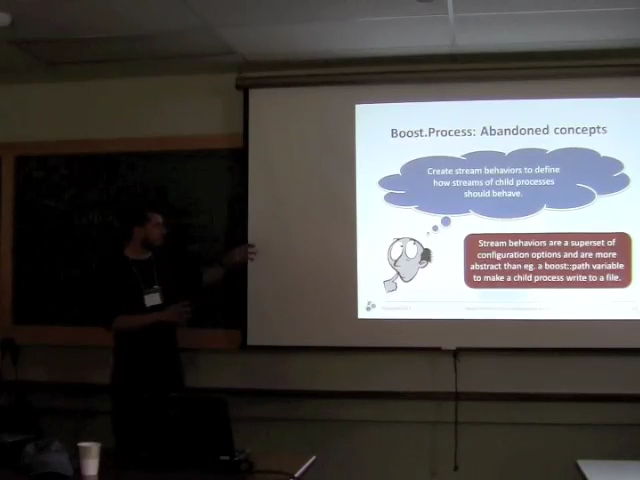 Boost.Process: Abandoned concepts
Create stream behaviors to define
how streams of child processes
should behave.
Stream behaviors are a superset of
configuration options and are more
abstract than eg. a boost::path variable
to make a child process write to a file.